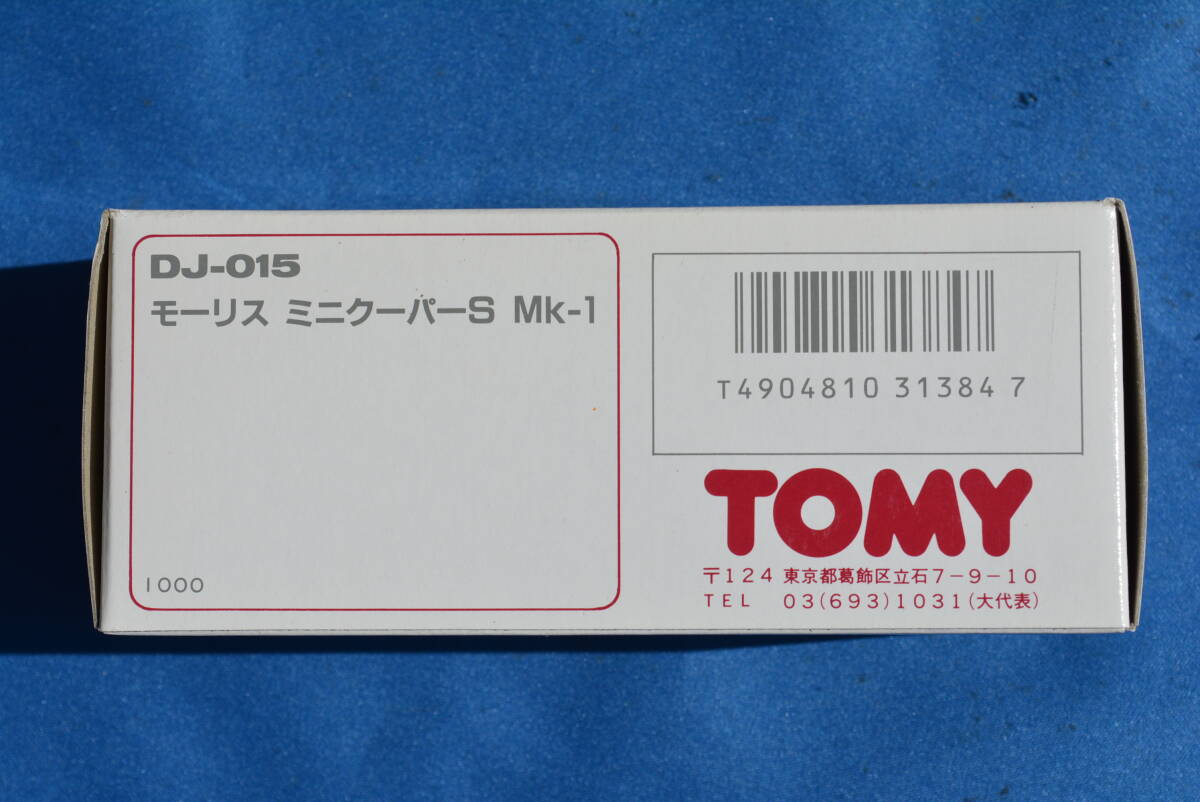 DJ-015
モーリス ミニクーパーS Mk-1
1000
T4904810 31384 7
TOMY
〒124 東京都葛飾区立石7-9-10
TEL 03(693)1031(大代表)